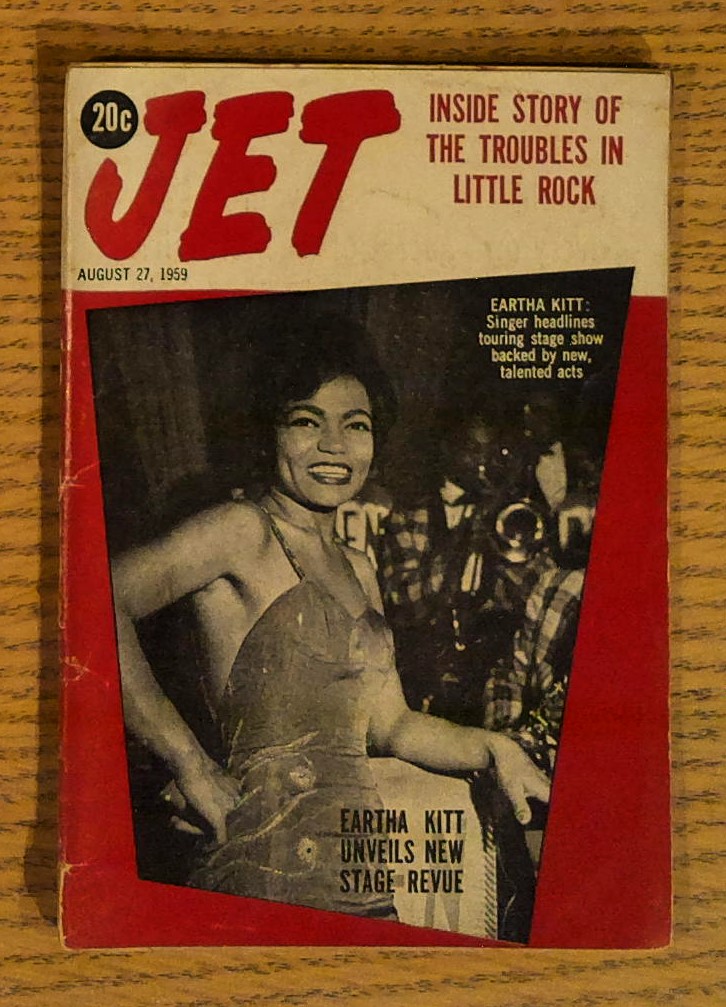 20c
JET
INSIDE STORY OF
THE TROUBLES IN
LITTLE ROCK
AUGUST 27, 1959
EARTHA KITT:
Singer headlines
touring stage show
backed by new,
talented acts
EARTHA KITT
UNVEILS NEW
STAGE REVUE